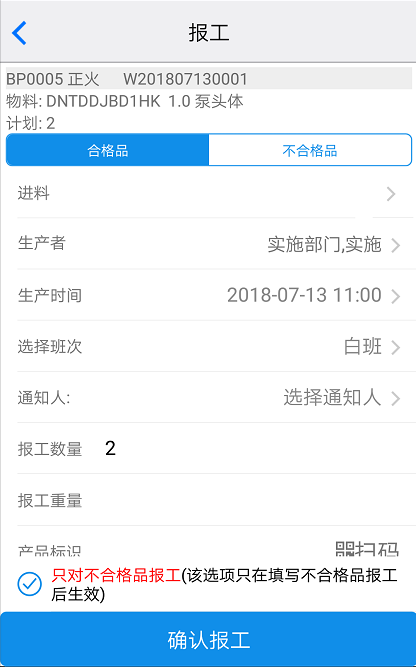 报工
BP0005 正火 W201807130001
物料: DNTDDJBD1HK 1.0 泵头体
计划: 2
合格品 不合格品
进料
生产者 实施部门,实施
生产时间 2018-07-13 11:00
选择班次 白班
通知人: 选择通知人
报工数量 2
报工重量
产品标识 扫码
只对不合格品报工(该选项只在填写不合格品报工
后生效)
确认报工